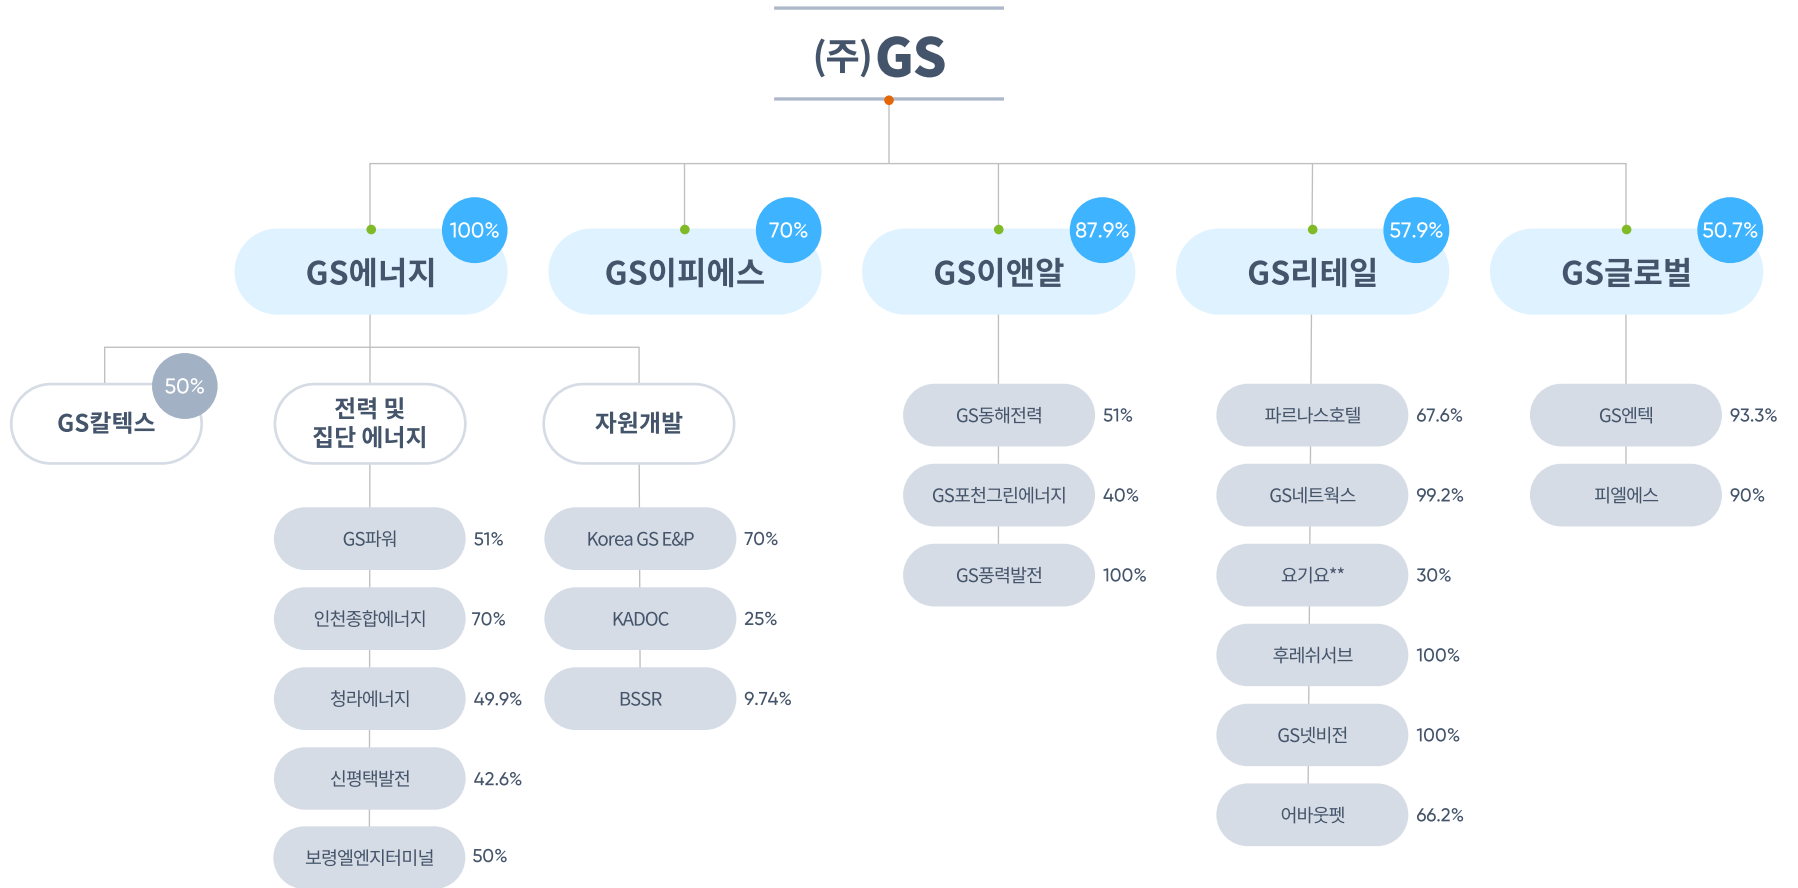 (주)GS
GS에너지
100%
GS이피에스
70%
GS이앤알
87.9%
GS리테일
57.9%
GS글로벌
50.7%
GS칼텍스
50%
전력 및
집단 에너지
GS파워 51%
인천종합에너지 70%
청라에너지 49.9%
신평택발전 42.6%
보령엘엔지터미널 50%
자원개발
Korea GS E&P 70%
KADOC 25%
BSSR 9.74%
GS동해전력 51%
GS포천그린에너지 40%
GS풍력발전 100%
파르나스호텔 67.6%
GS네트웍스 99.2%
요기요** 30%
후레쉬서브 100%
GS넷비전 100%
어바웃펫 66.2%
GS엔텍 93.3%
피엘에스 90%